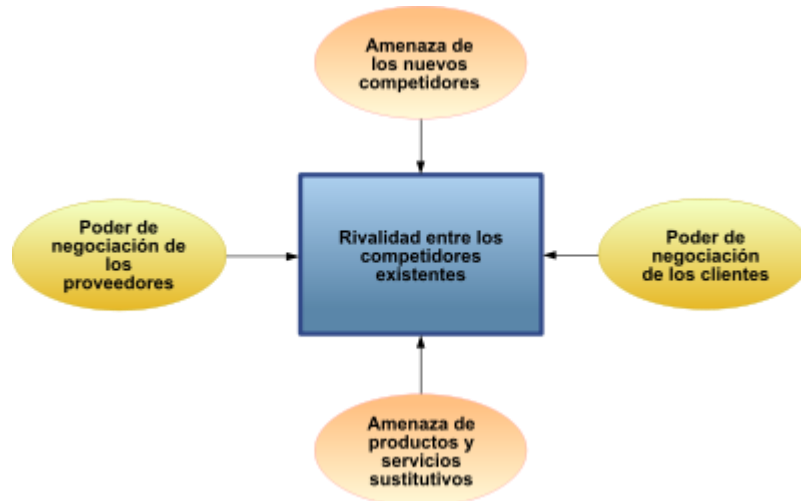 Amenaza de
los nuevos
competidores
Poder de
negociación de
los
proveedores
Rivalidad entre los
competidores
existentes
Poder de
negociación
de los clientes
Amenaza de
productos y
servicios
sustitutivos